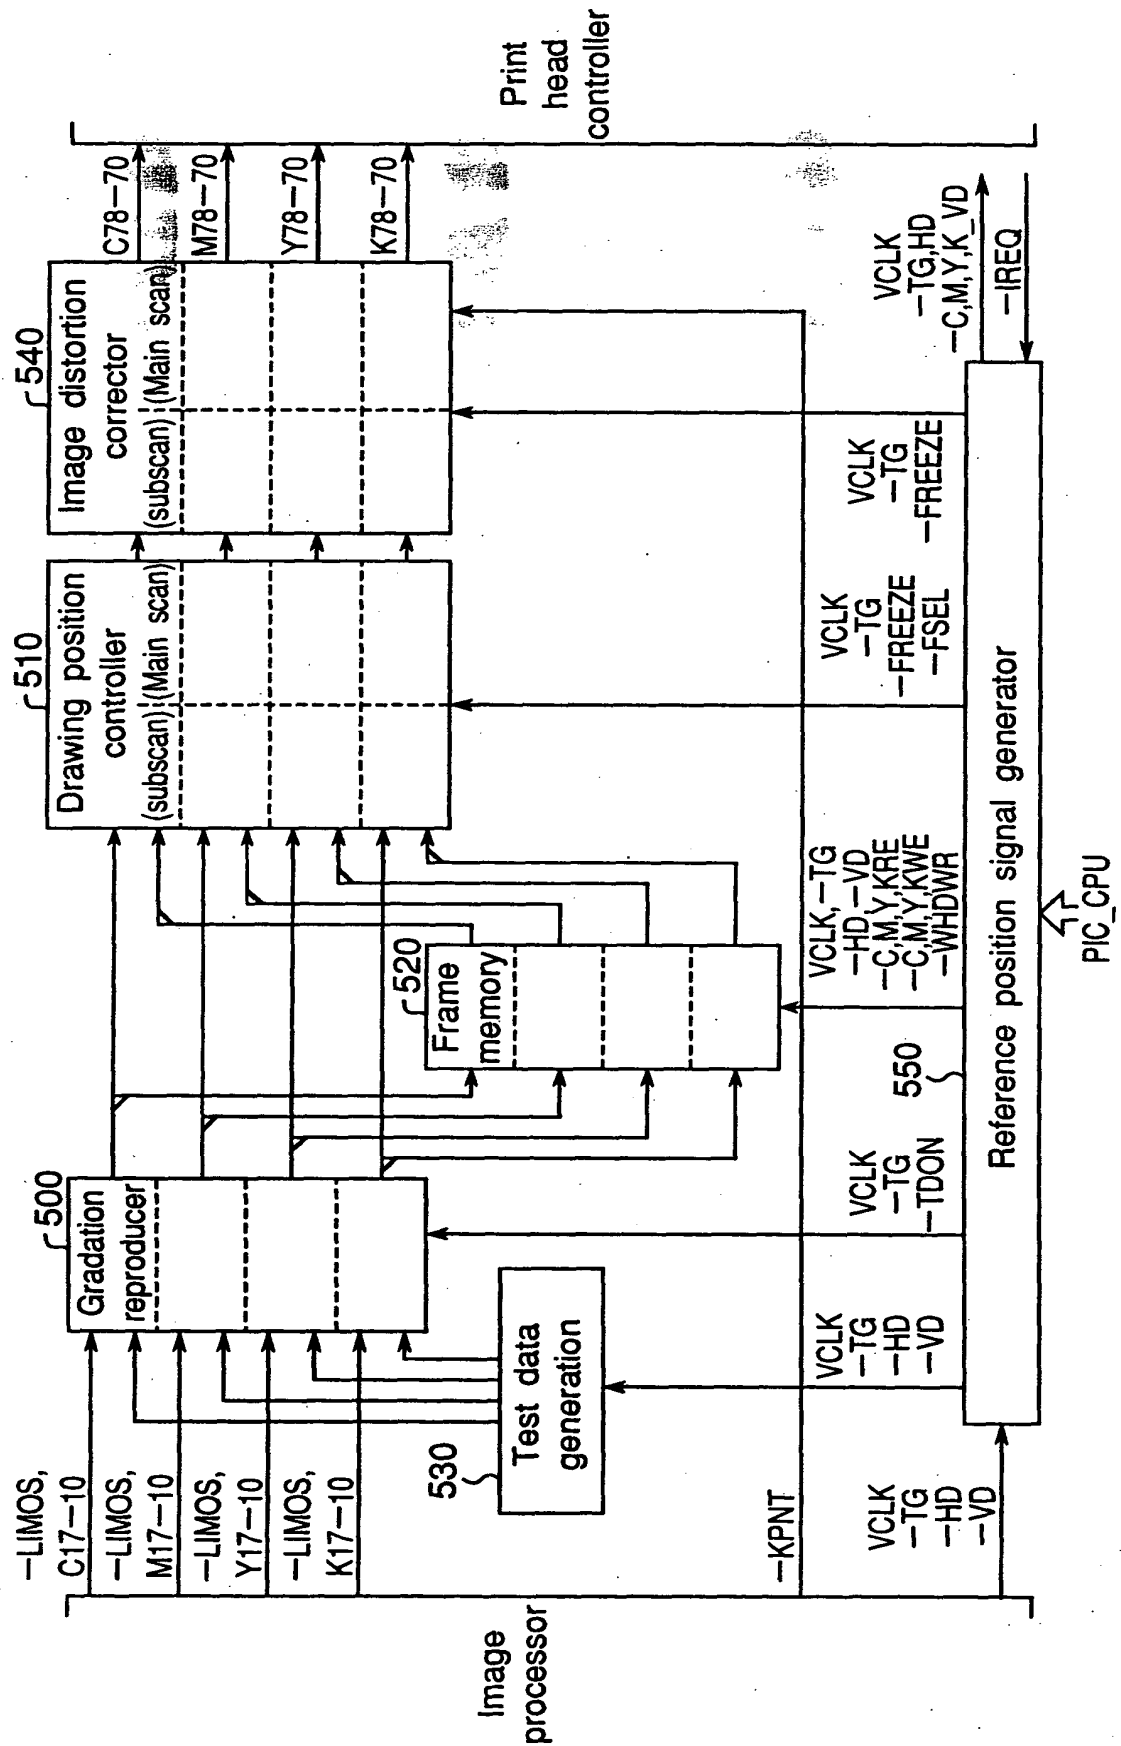 Image
processor
−LIMOS,
C17−10
−LIMOS,
M17−10
−LIMOS,
Y17−10
−LIMOS,
K17−10
−KPNT
VCLK
−TG
−HD
−VD
500
Gradation
reproducer
530
Test data
generation
520
Frame
memory
510
Drawing position
controller
(subscan)
(Main scan)
540
Image distortion
corrector
(subscan)
(Main scan)
C78−70
M78−70
Y78−70
K78−70
Print
head
controller
VCLK
−TG
−HD
−VD
VCLK
−TG
−TDON
VCLK,−TG
−HD,−VD
−C,M,Y,KRE
−C,M,Y,KWE
−WHDWR
VCLK
−TG
−FREEZE
−FSEL
VCLK
−TG
−FREEZE
VCLK
−TG,HD
−C,M,Y,K_VD
−IREQ
550
Reference position signal generator
PIC_CPU